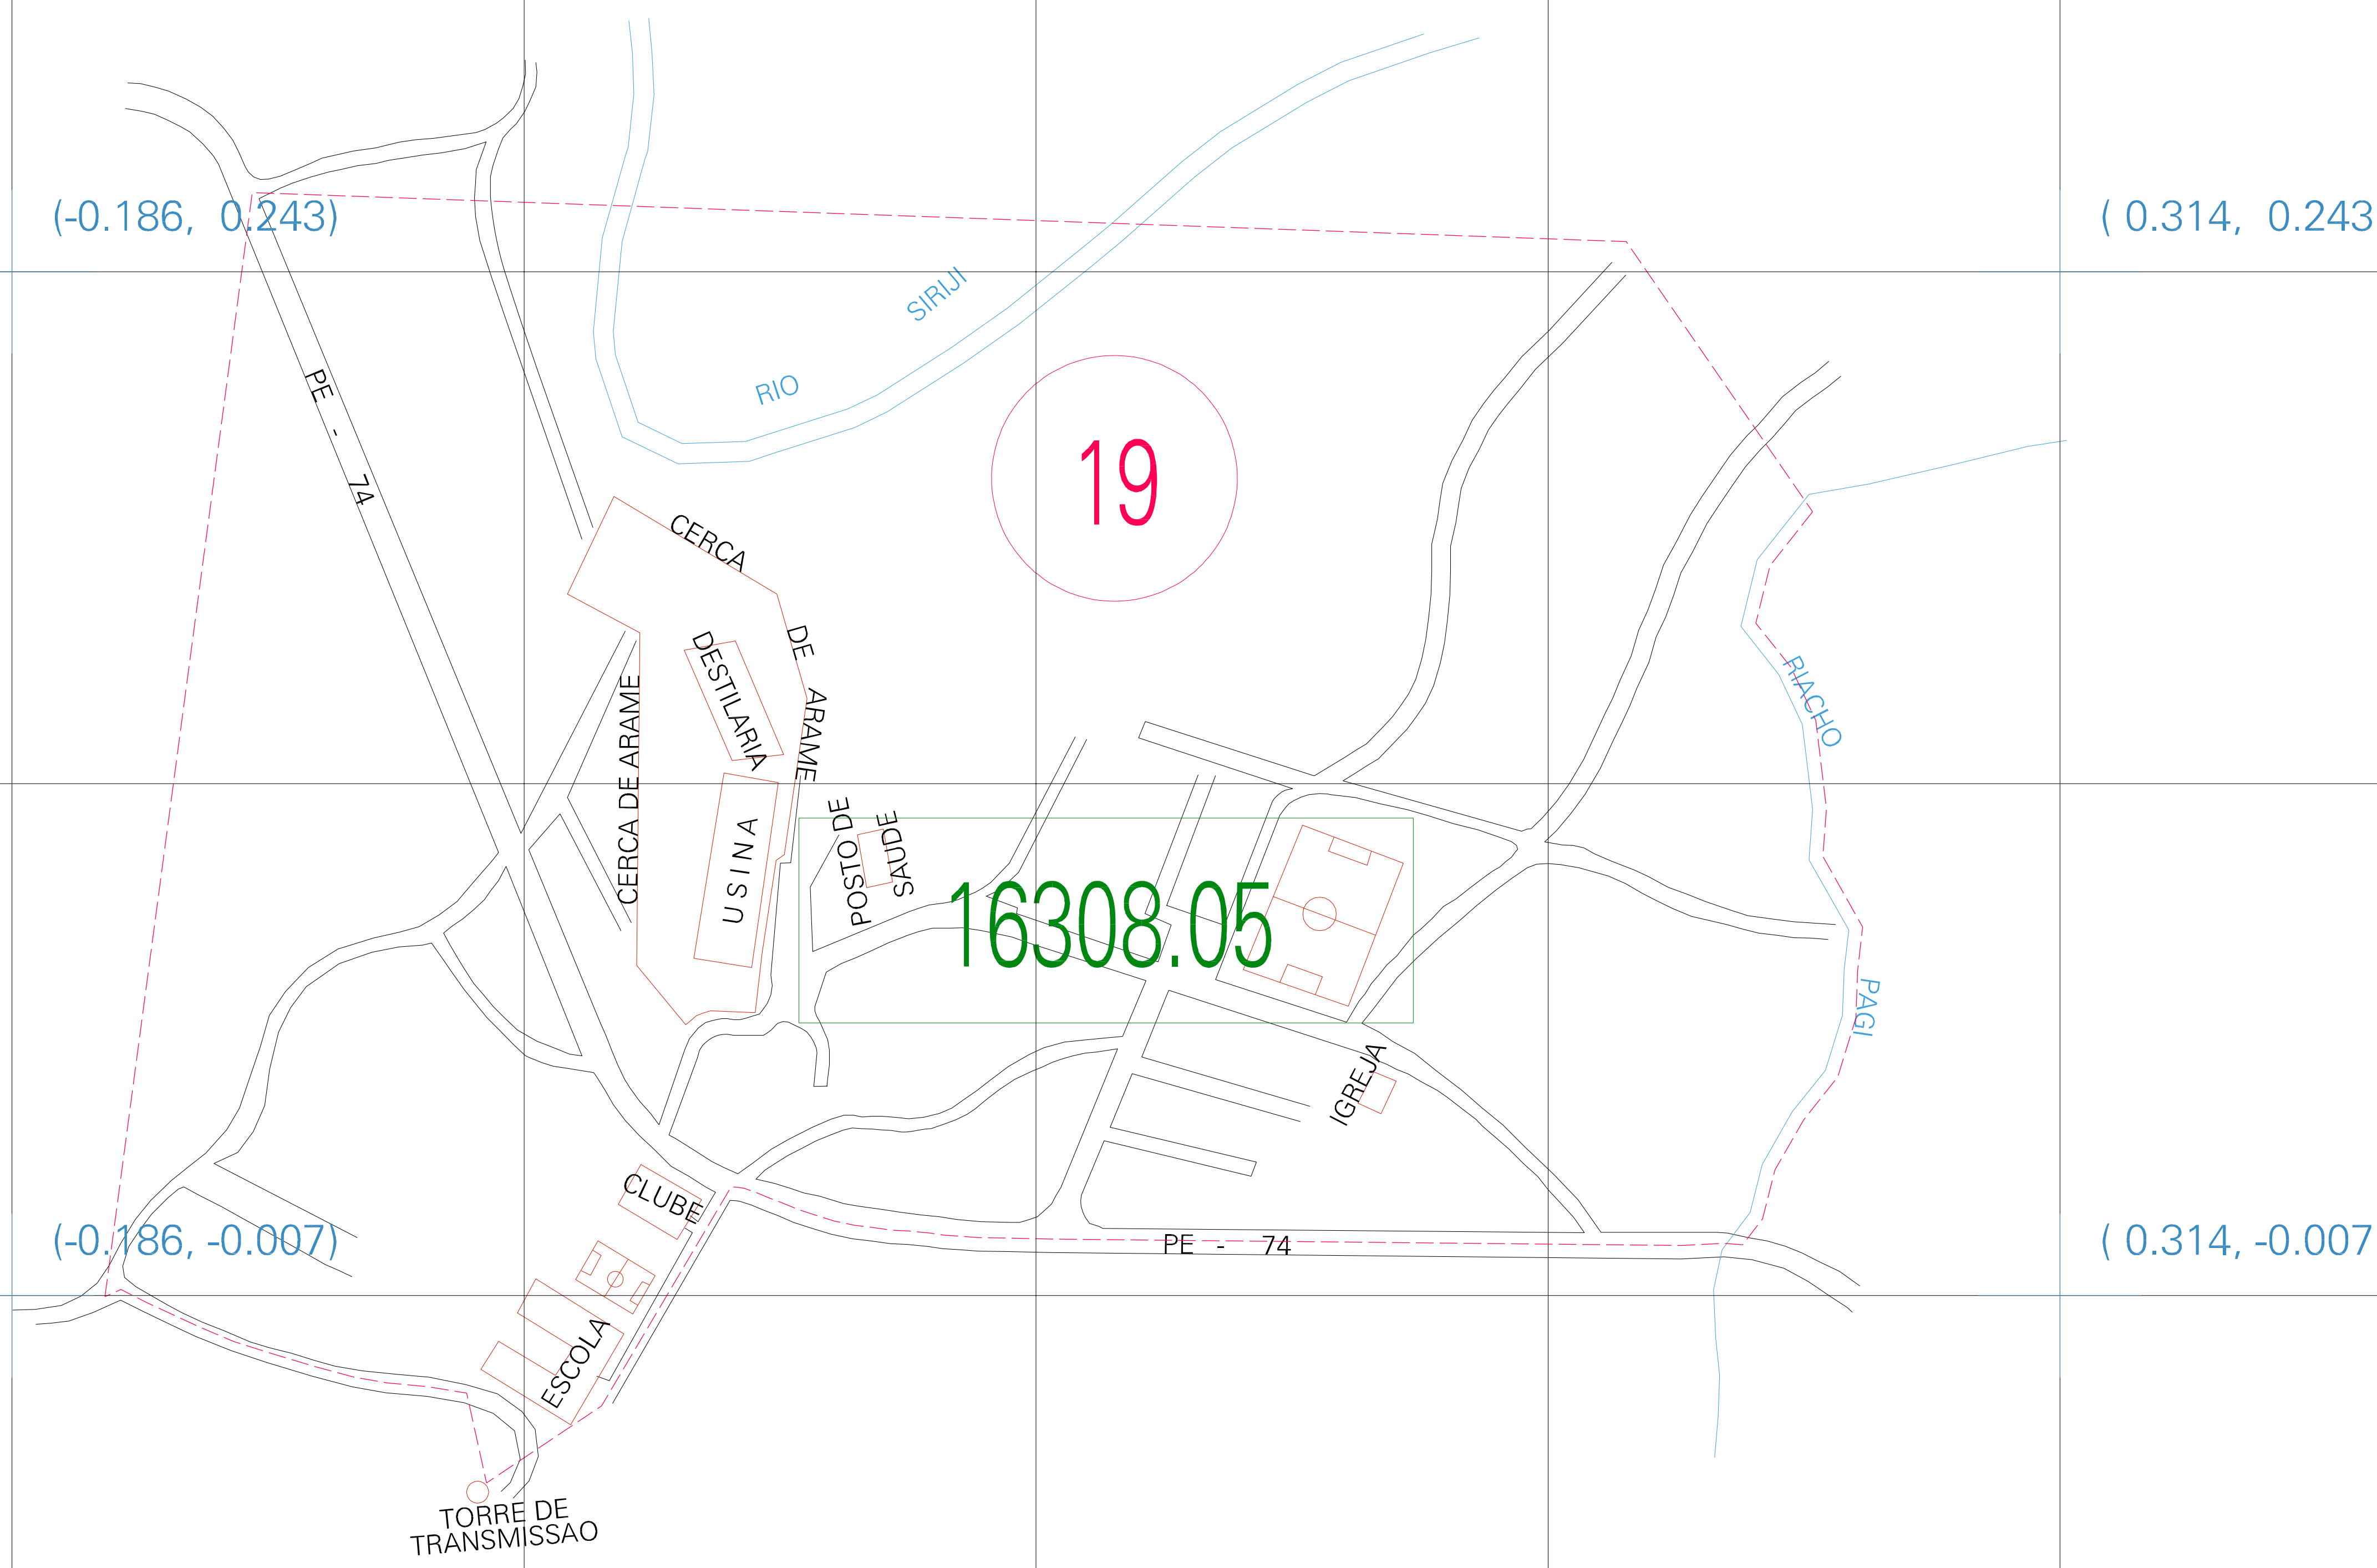 (-0.186,  0.243)
( 0.314,  0.243
RIO SIRIJI
PE - 74
19
CERCA DE ARAME
DESTILARIA
CERCA DE ARAME
USINA
POSTO DE
SAUDE
16308.05
RIACHO PAGI
IGREJA
CLUBE
(-0.186, -0.007)
PE - 74
( 0.314, -0.007
ESCOLA
TORRE DE
TRANSMISSAO